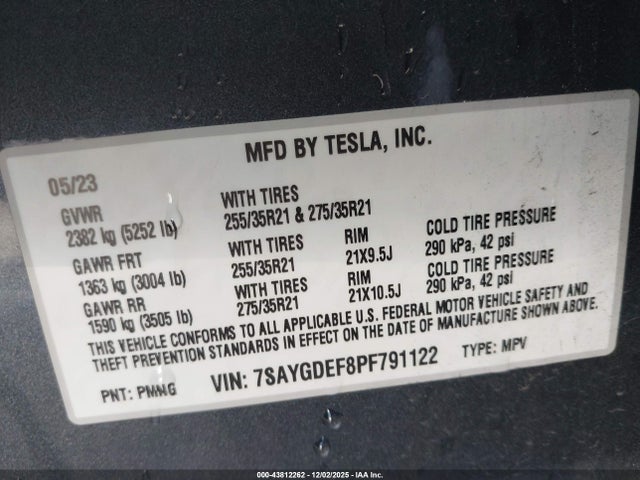 MFD BY TESLA, INC.
05/23
GVWR
2382 kg (5252 lb)
WITH TIRES
255/35R21 & 275/35R21
GAWR FRT
1363 kg (3004 lb)
WITH TIRES
255/35R21
RIM
21X9.5J
COLD TIRE PRESSURE
290 kPa, 42 psi
GAWR RR
1590 kg (3505 lb)
WITH TIRES
275/35R21
RIM
21X10.5J
COLD TIRE PRESSURE
290 kPa, 42 psi
THIS VEHICLE CONFORMS TO ALL APPLICABLE U.S. FEDERAL MOTOR VEHICLE SAFETY AND
THEFT PREVENTION STANDARDS IN EFFECT ON THE DATE OF MANUFACTURE SHOWN ABOVE.
PNT: PMNG VIN: 7SAYGDEF8PF791122 TYPE: MPV
000-43812262 - 12/02/2025 - IAA Inc.